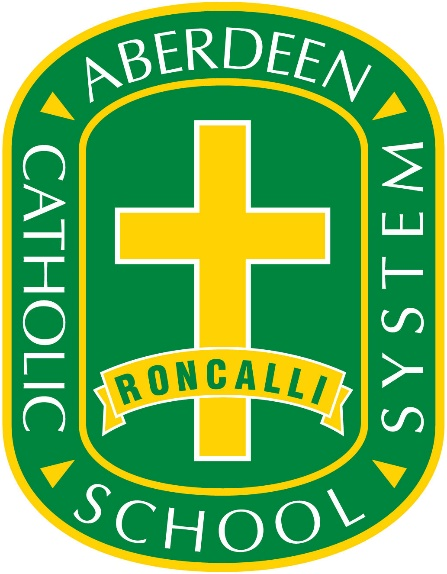 ABERDEEN
CATHOLIC
SCHOOL
SYSTEM
RONCALLI